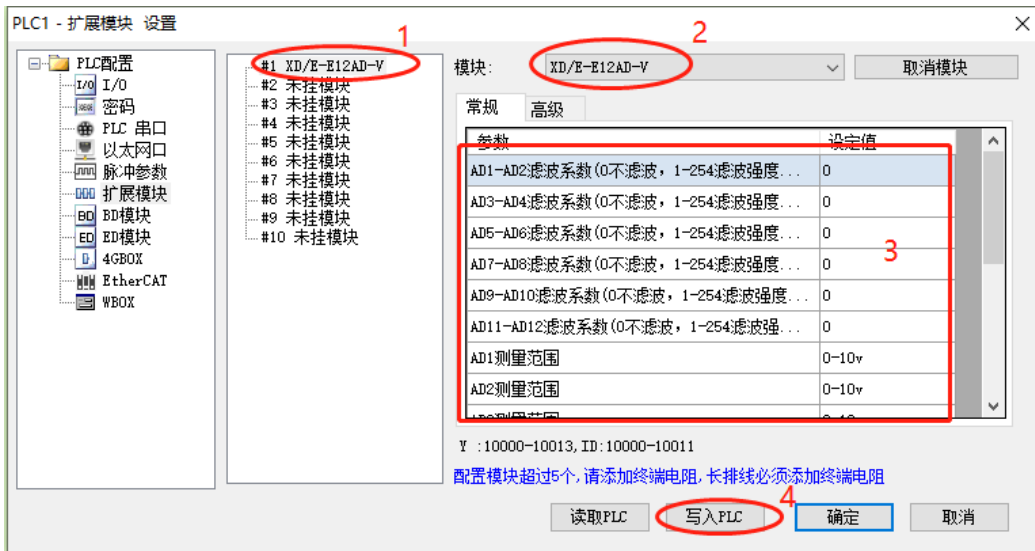 PLC1 - 扩展模块 设置
1
2
PLC配置
I/O I/O
密码
PLC 串口
以太网口
脉冲参数
扩展模块
BD BD模块
ED ED模块
4GBOX
EtherCAT
WBOX
#1 XD/E-E12AD-V
#2 未挂模块
#3 未挂模块
#4 未挂模块
#5 未挂模块
#6 未挂模块
#7 未挂模块
#8 未挂模块
#9 未挂模块
#10 未挂模块
模块: XD/E-E12AD-V 取消模块
常规 高级
参数 设定值
AD1-AD2滤波系数(0不滤波，1-254滤波强度... 0
AD3-AD4滤波系数(0不滤波，1-254滤波强度... 0
AD5-AD6滤波系数(0不滤波，1-254滤波强度... 0
3
AD7-AD8滤波系数(0不滤波，1-254滤波强度... 0
AD9-AD10滤波系数(0不滤波，1-254滤波强度... 0
AD11-AD12滤波系数(0不滤波，1-254滤波强... 0
AD1测量范围 0-10v
AD2测量范围 0-10v
Y :10000-10013,ID:10000-10011
配置模块超过5个,请添加终端电阻,长排线必须添加终端电阻
4
读取PLC 写入PLC 确定 取消